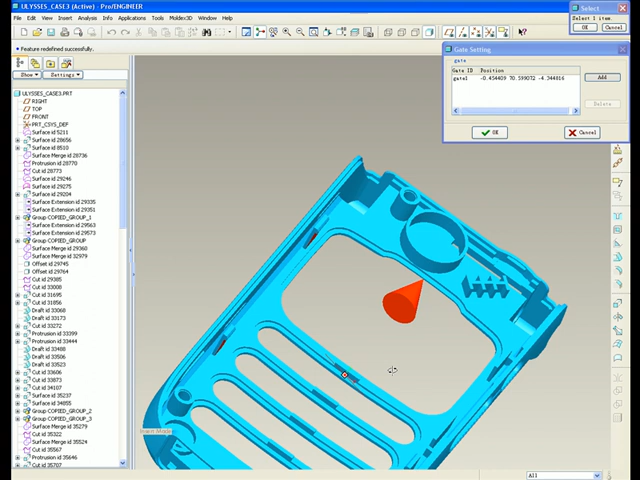 ULYSSES_CASE3 (Active) - Pro/ENGINEER
File Edit View Insert Analysis Info Applications Tools Moldex3D Window Help
Feature redefined successfully.
Show Settings
ULYSSES_CASE3.PRT
RIGHT
TOP
FRONT
PRT_CSYS_DEF
Surface id 5211
Surface id 28656
Surface id 8510
Surface Merge id 28736
Protrusion id 28770
Cut id 28773
Surface id 29246
Surface id 29275
Surface id 29204
Surface Extension id 29335
Surface Extension id 29351
Group COPIED_GROUP_1
Surface Extension id 29563
Surface Extension id 29573
Group COPIED_GROUP
Surface Merge id 29360
Surface Merge id 32979
Offset id 29745
Offset id 29764
Cut id 29385
Cut id 33008
Cut id 31695
Cut id 31856
Draft id 33068
Draft id 33173
Cut id 33272
Protrusion id 33399
Protrusion id 33444
Draft id 33488
Draft id 33506
Draft id 33523
Cut id 33606
Cut id 33873
Cut id 34107
Surface id 35237
Surface id 34855
Group COPIED_GROUP_2
Group COPIED_GROUP_3
Surface Merge id 35279
Cut id 35322
Surface Merge id 35524
Cut id 35567
Protrusion id 35646
Cut id 35707
Insert Mode
Select
Select 1 item.
OK Cancel
Gate Setting
gate
Gate ID Position
gate1 -0.454409 70.599072 -4.344816
Add
Delete
OK Cancel
All